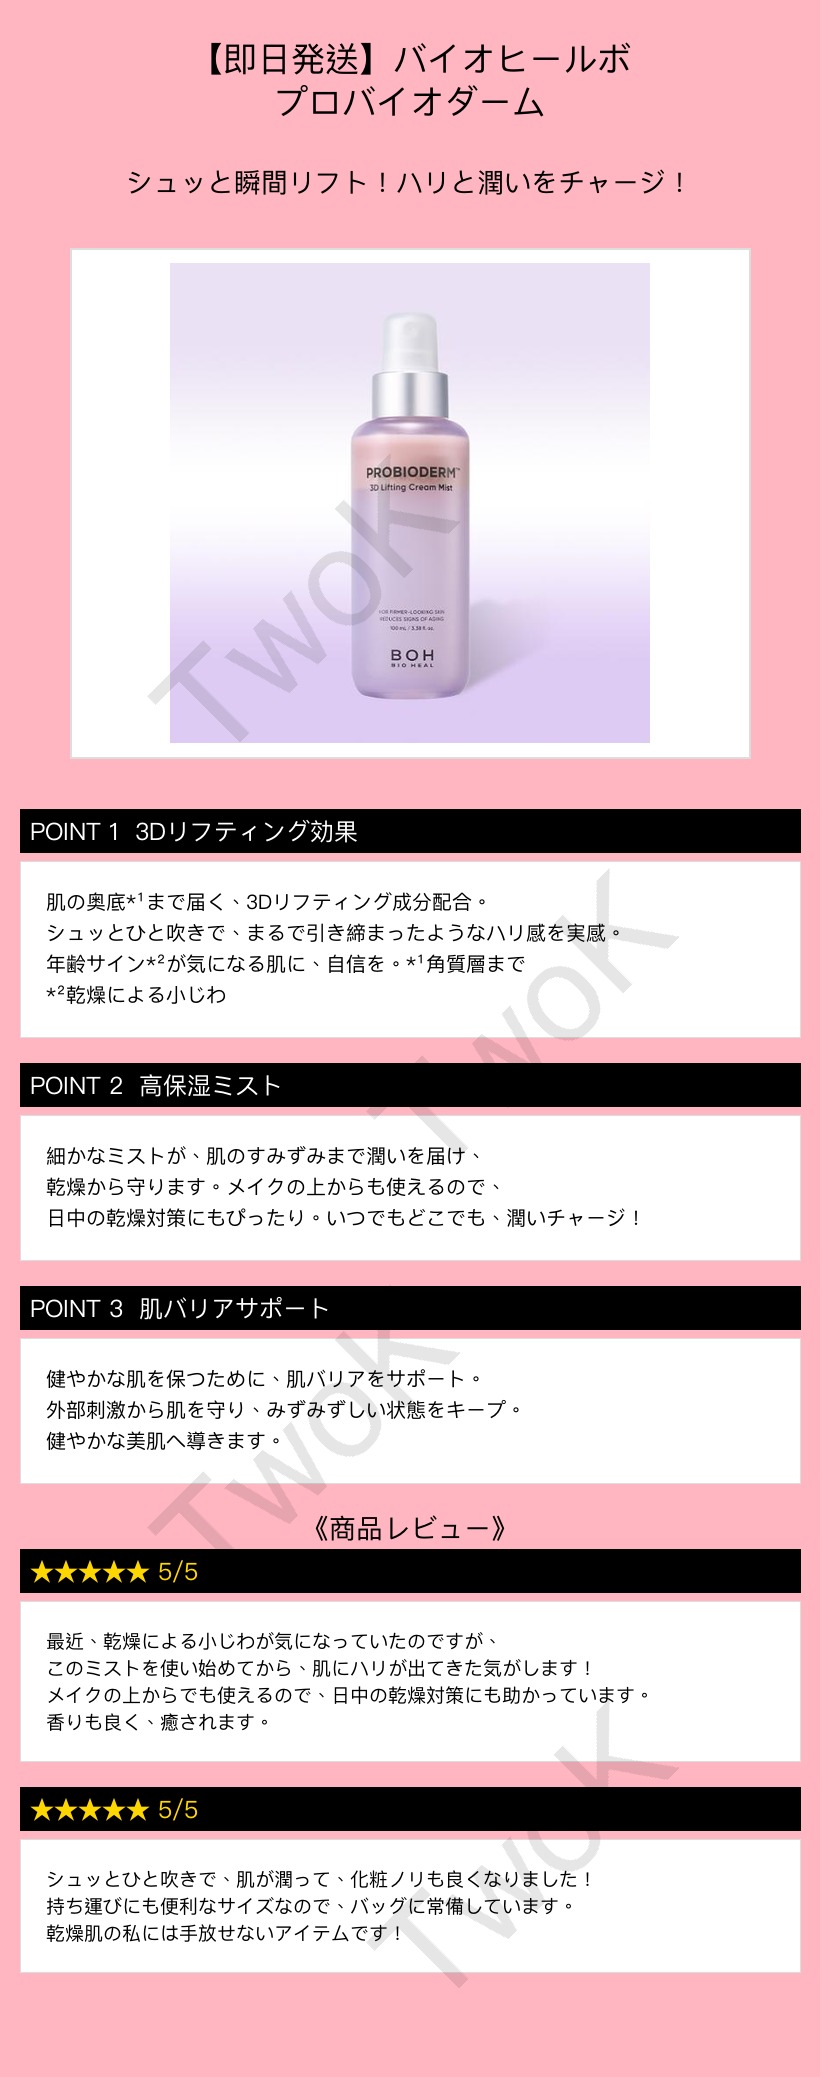 【即日発送】バイオヒールボ
プロバイオダーム
シュッと瞬間リフト！ハリと潤いをチャージ！
PROBIODERM™
3D Lifting Cream Mist
FOR FIRMER-LOOKING SKIN
REDUCES SIGNS OF AGING
100 mL / 3.38 fl. oz.
BOH
BIO HEAL
TwoK
POINT 1 3Dリフティング効果
肌の奥底*¹まで届く、3Dリフティング成分配合。
シュッとひと吹きで、まるで引き締まったようなハリ感を実感。
年齢サイン*²が気になる肌に、自信を。*¹角質層まで
*²乾燥による小じわ
TwoK
POINT 2 高保湿ミスト
細かなミストが、肌のすみずみまで潤いを届け、
乾燥から守ります。メイクの上からも使えるので、
日中の乾燥対策にもぴったり。いつでもどこでも、潤いチャージ！
POINT 3 肌バリアサポート
健やかな肌を保つために、肌バリアをサポート。
外部刺激から肌を守り、みずみずしい状態をキープ。
健やかな美肌へ導きます。
TwoK
《商品レビュー》
★★★★★ 5/5
最近、乾燥による小じわが気になっていたのですが、
このミストを使い始めてから、肌にハリが出てきた気がします！
メイクの上からでも使えるので、日中の乾燥対策にも助かっています。
香りも良く、癒されます。
★★★★★ 5/5
シュッとひと吹きで、肌が潤って、化粧ノリも良くなりました！
持ち運びにも便利なサイズなので、バッグに常備しています。
乾燥肌の私には手放せないアイテムです！
TwoK